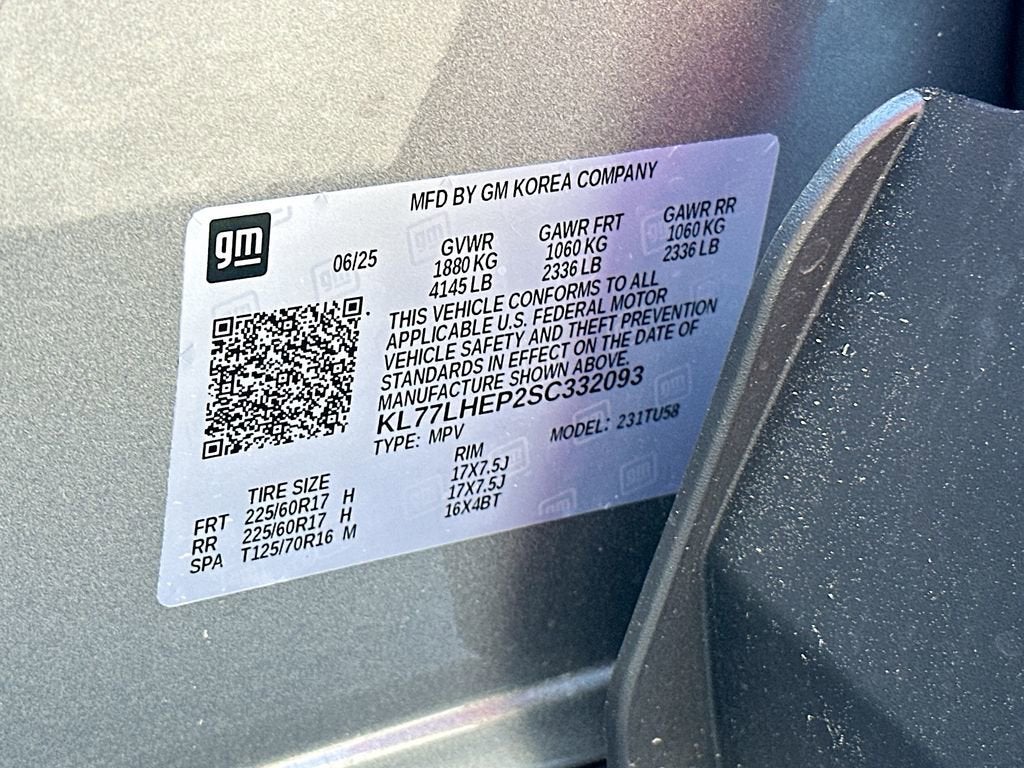 MFD BY GM KOREA COMPANY
gm
06/25
GVWR
1880 KG
4145 LB
GAWR FRT
1060 KG
2336 LB
GAWR RR
1060 KG
2336 LB
THIS VEHICLE CONFORMS TO ALL
APPLICABLE U.S. FEDERAL MOTOR
VEHICLE SAFETY AND THEFT PREVENTION
STANDARDS IN EFFECT ON THE DATE OF
MANUFACTURE SHOWN ABOVE.
KL77LHEP2SC332093
TYPE: MPV MODEL: 231TU58
TIRE SIZE RIM
FRT 225/60R17 H 17X7.5J
RR 225/60R17 H 17X7.5J
SPA T125/70R16 M 16X4BT